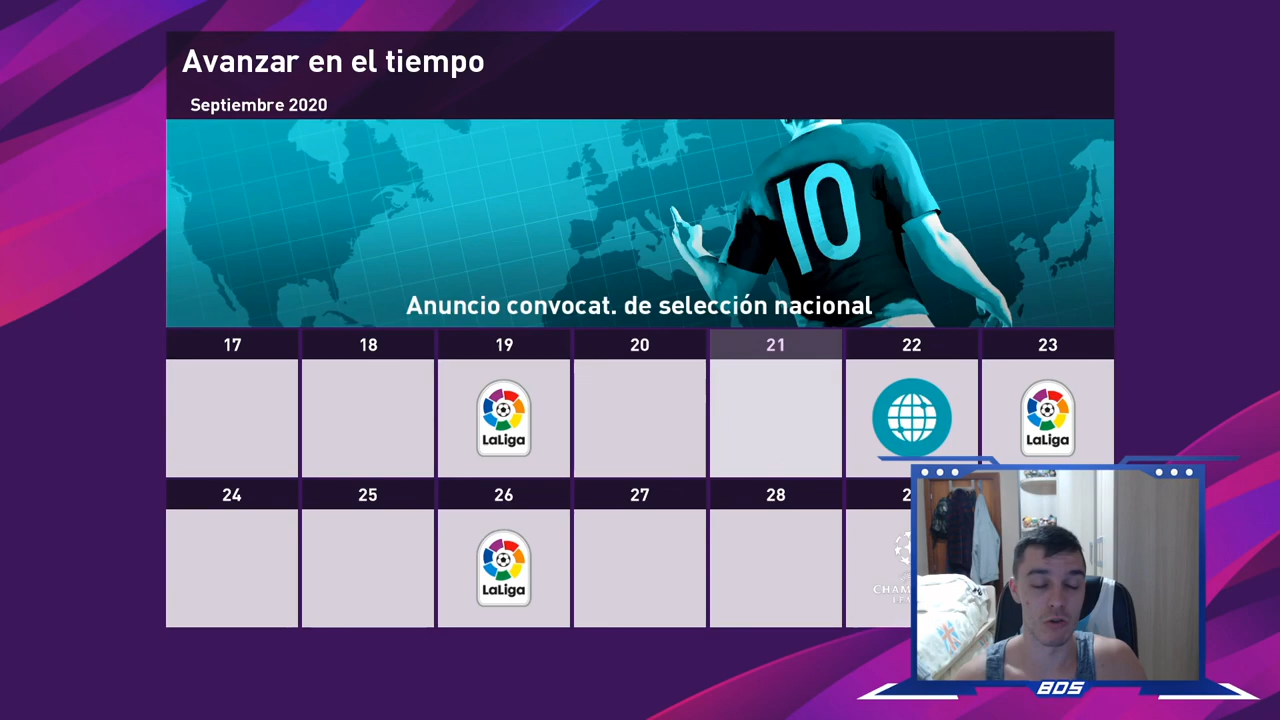 Avanzar en el tiempo
Septiembre 2020
10
Anuncio convocat. de selección nacional
17 18 19 20 21 22 23
LaLiga LaLiga
24 25 26 27 28
LaLiga
BDS